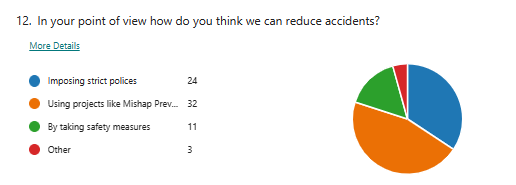 12. In your point of view how do you think we can reduce accidents?
More Details
Imposing strict polices 24
Using projects like Mishap Prev... 32
By taking safety measures 11
Other 3